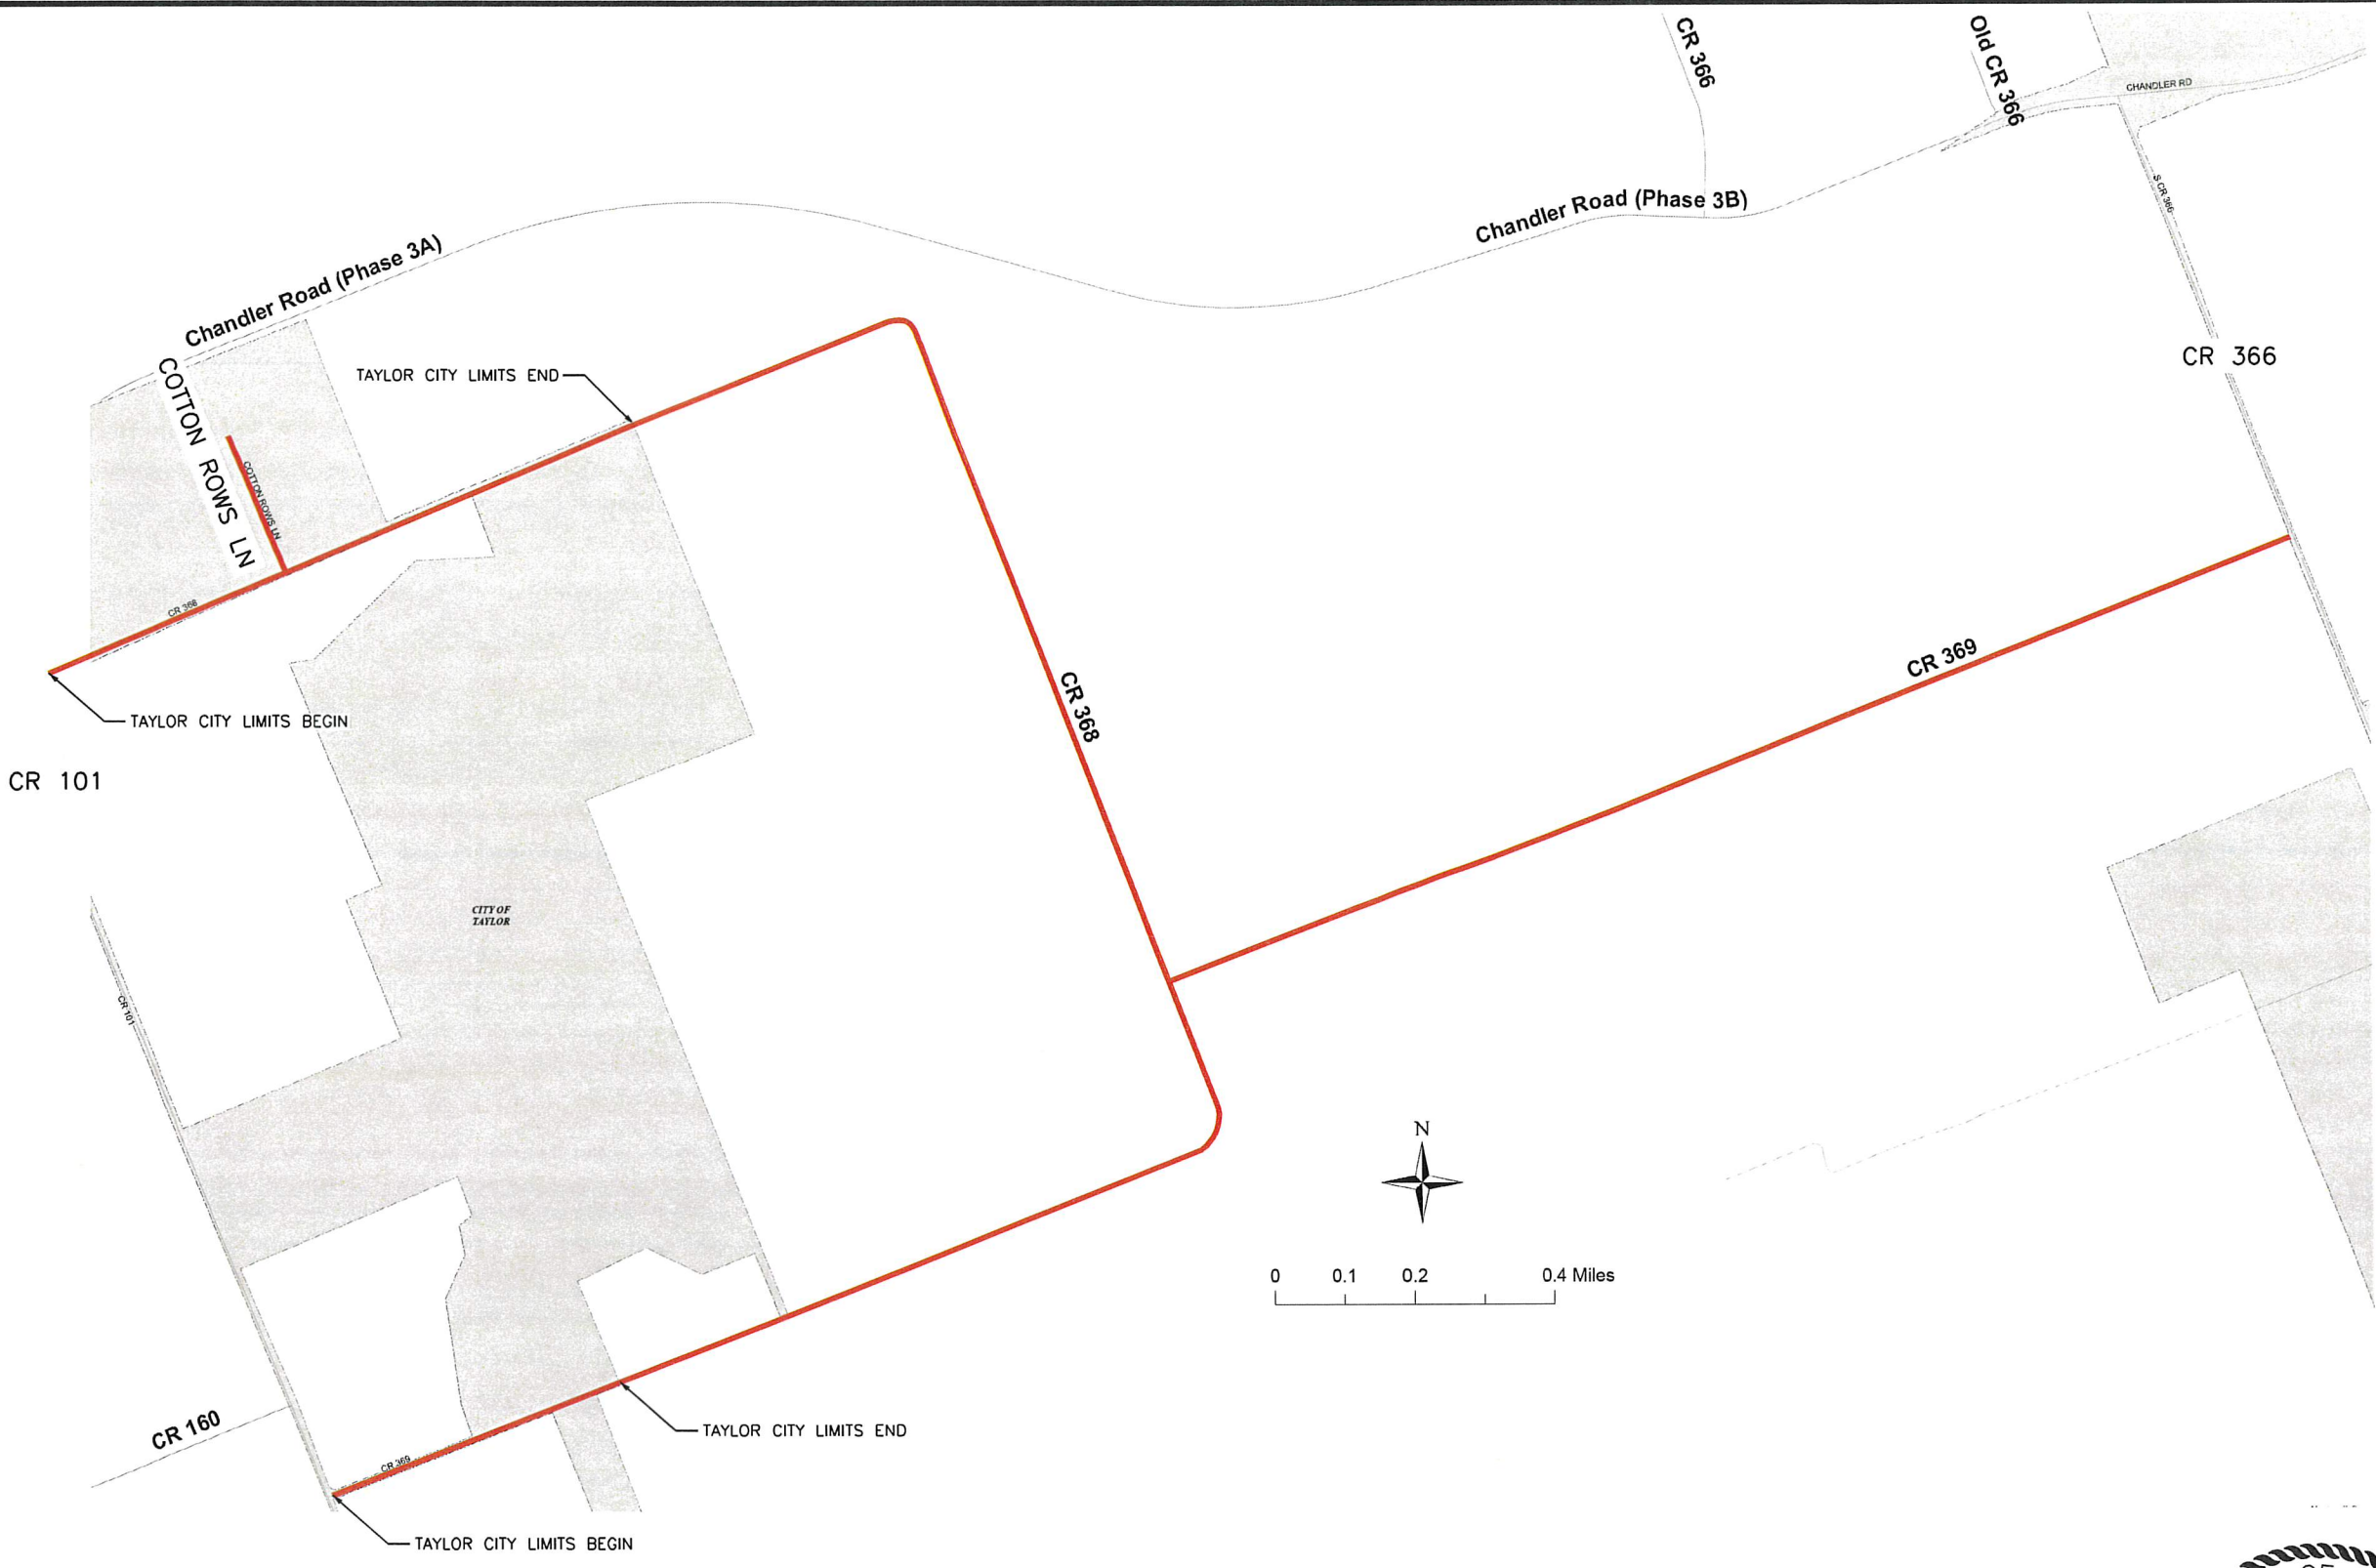 CR 366
Old CR 366
CHANDLER RD
S CR 366
Chandler Road (Phase 3B)
Chandler Road (Phase 3A)
CR 366
TAYLOR CITY LIMITS END
COTTON ROWS LN
COTTON ROWS LN
CR 368
TAYLOR CITY LIMITS BEGIN
CR 369
CR 368
CR 101
CITY OF
TAYLOR
CR 101
N
0 0.1 0.2 0.4 Miles
CR 160
TAYLOR CITY LIMITS END
CR 369
TAYLOR CITY LIMITS BEGIN